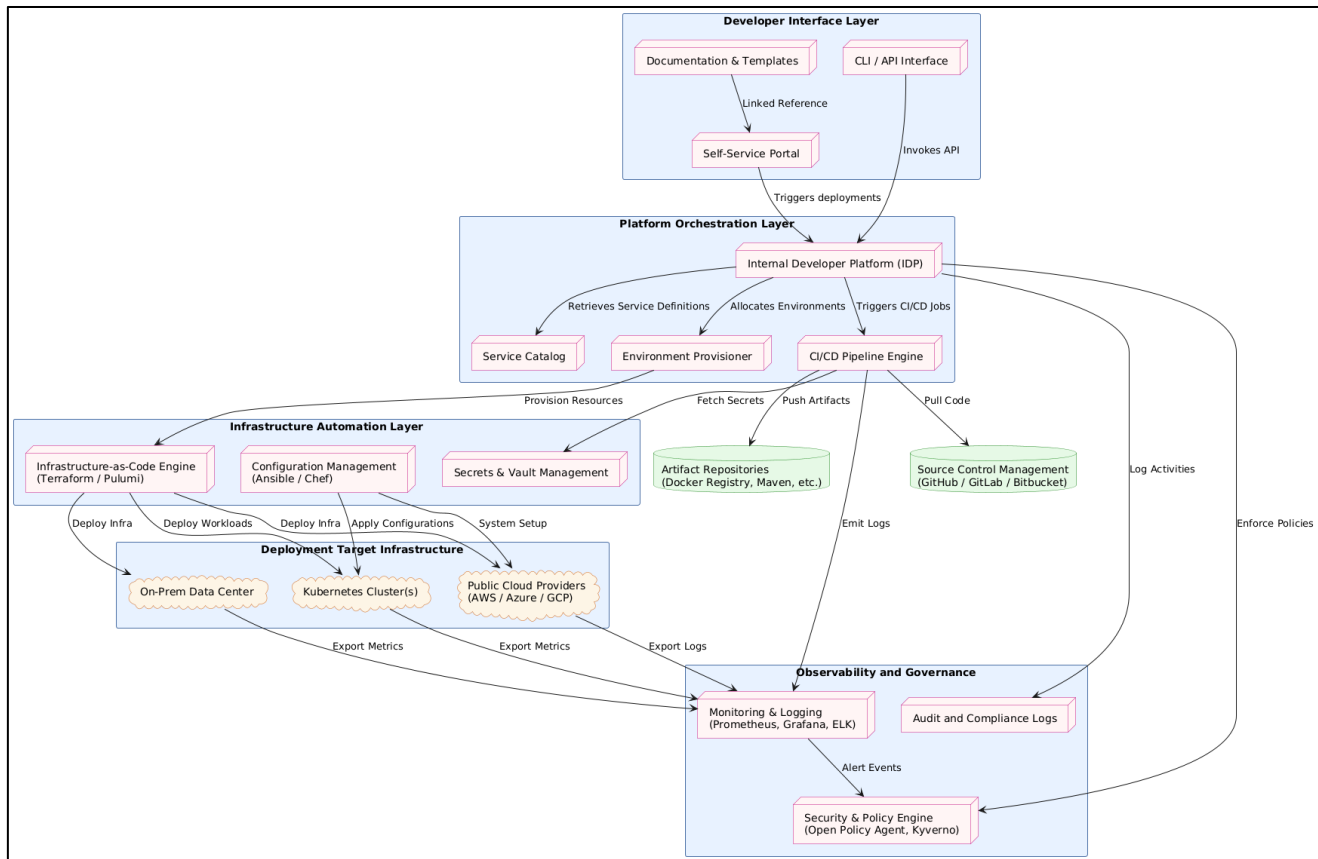 Developer Interface Layer
Documentation & Templates
CLI / API Interface
Linked Reference
Self-Service Portal
Invokes API
Triggers deployments
Platform Orchestration Layer
Internal Developer Platform (IDP)
Retrieves Service Definitions
Allocates Environments
Triggers CI/CD Jobs
Service Catalog
Environment Provisioner
CI/CD Pipeline Engine
Provision Resources
Fetch Secrets
Push Artifacts
Pull Code
Infrastructure Automation Layer
Infrastructure-as-Code Engine
(Terraform / Pulumi)
Configuration Management
(Ansible / Chef)
Secrets & Vault Management
Artifact Repositories
(Docker Registry, Maven, etc.)
Source Control Management
(GitHub / GitLab / Bitbucket)
Log Activities
Deploy Infra
Deploy Workloads
Deploy Infra
Apply Configurations
System Setup
Emit Logs
Enforce Policies
Deployment Target Infrastructure
On-Prem Data Center
Kubernetes Cluster(s)
Public Cloud Providers
(AWS / Azure / GCP)
Export Metrics
Export Metrics
Export Logs
Observability and Governance
Monitoring & Logging
(Prometheus, Grafana, ELK)
Audit and Compliance Logs
Alert Events
Security & Policy Engine
(Open Policy Agent, Kyverno)